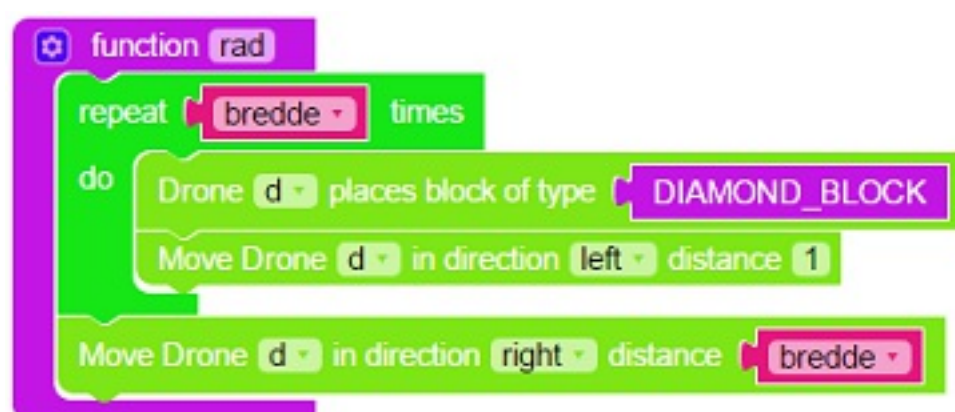 function rad
repeat bredde times
do Drone d places block of type DIAMOND_BLOCK
Move Drone d in direction left distance 1
Move Drone d in direction right distance bredde